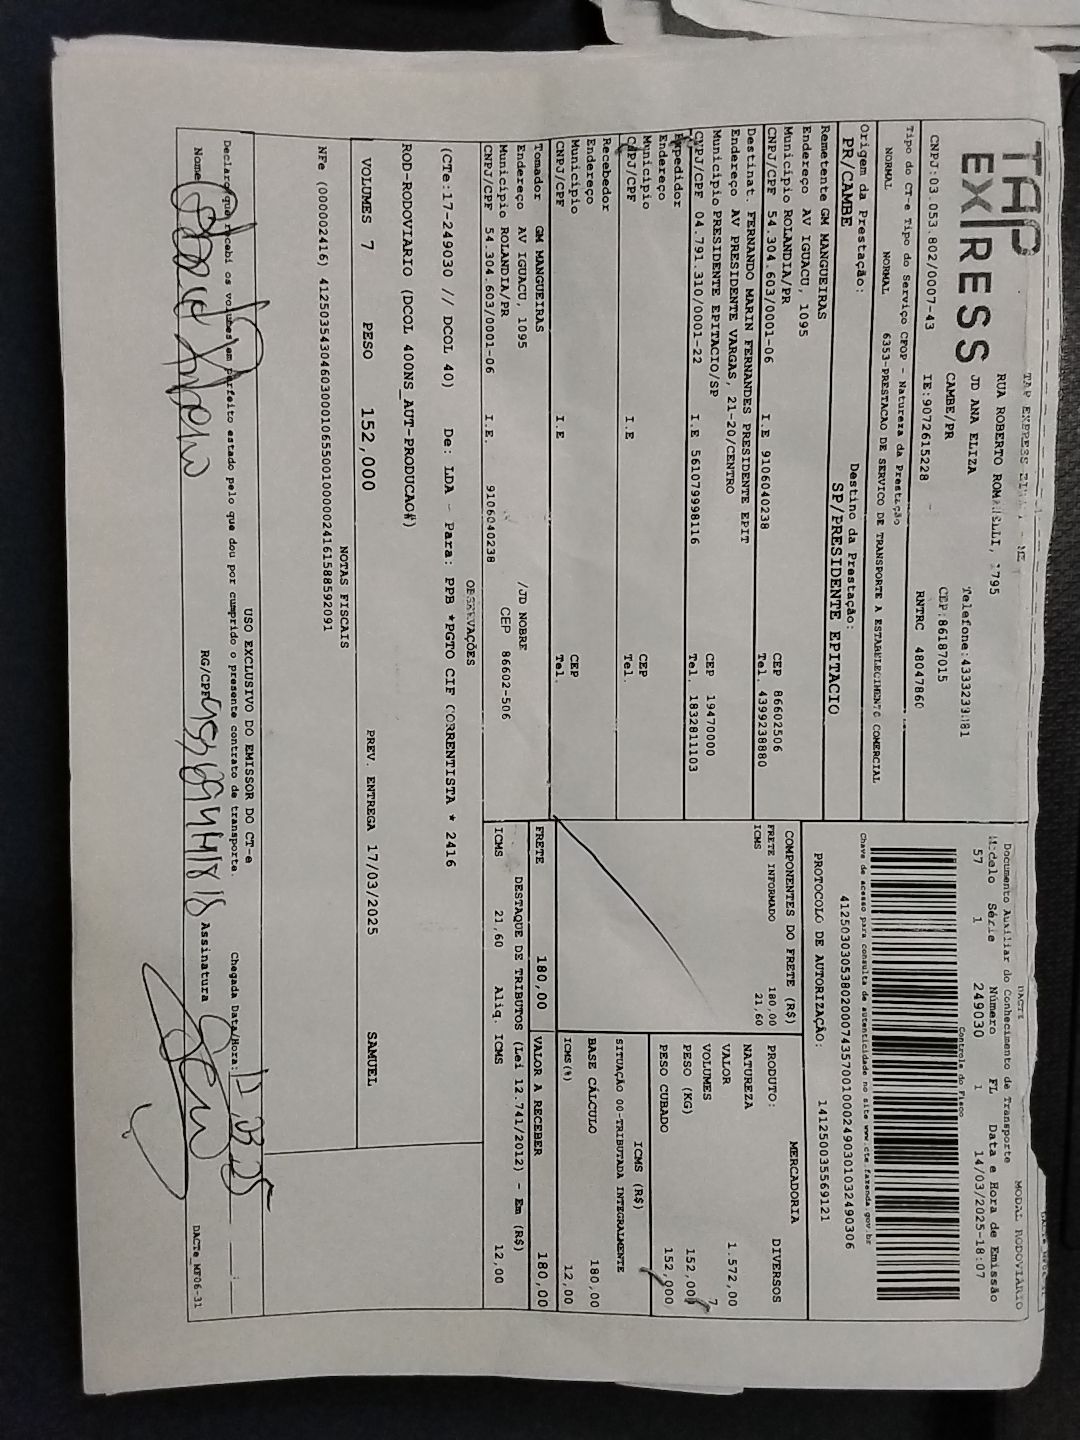 TAP
EXPRESS
RUA ROBERTO ROMANELLI, 1795
JD ANA ELIZA
CAMBE/PR
Telefone:4333239181
CEP:86187015
CNPJ:03.053.802/0007-43 IE:9072615228 RNTRC 48047860
Tipo do CT-e Tipo do Serviço CFOP - Natureza da Prestação
NORMAL NORMAL 6353-PRESTACAO DE SERVICO DE TRANSPORTE A ESTABELECIMENTO COMERCIAL
Origem da Prestação: Destino da Prestação:
PR/CAMBE SP/PRESIDENTE EPITACIO
Remetente GM MANGUEIRAS
Endereço AV IGUACU, 1095
Município ROLANDIA/PR CEP 86602506
CNPJ/CPF 54.304.603/0001-06 I.E 9106040238 Tel. 4399238880
Destinat. FERNANDO MARIN FERNANDES PRESIDENTE EPIT
Endereço AV PRESIDENTE VARGAS, 21-20/CENTRO
Município PRESIDENTE EPITACIO/SP CEP 19470000
CNPJ/CPF 04.791.310/0001-22 I.E 561079998116 Tel. 1832811103
Expedidor
Endereço
Município CEP
CNPJ/CPF I.E Tel.
Recebedor
Endereço
Município CEP
CNPJ/CPF I.E Tel.
Tomador GM MANGUEIRAS
Endereço AV IGUACU, 1095 /JD NOBRE
Município ROLANDIA/PR CEP 86602-506
CNPJ/CPF 54.304.603/0001-06 I.E. 9106040238
DACTE MODAL RODOVIÁRIO
Documento Auxiliar do Conhecimento de Transporte
Modelo Série Número FL Data e Hora de Emissão
57 1 249030 1 14/03/2025-18:07
Controle do Fisco
Chave de acesso para consulta de autenticidade no site www.cte.fazenda.gov.br
41250303053802000743570010002490301032490306
PROTOCOLO DE AUTORIZAÇÃO: 141250035569121
COMPONENTES DO FRETE (R$)
FRETE INFORMADO 180,00
ICMS 21,60
MERCADORIA
PRODUTO: DIVERSOS
NATUREZA
VALOR 1.572,00
VOLUMES 7
PESO (KG) 152,000
PESO CUBADO 152,000
ICMS (R$)
SITUAÇÃO 00-TRIBUTADA INTEGRALMENTE
BASE CÁLCULO 180,00
ICMS(%) 12,00
FRETE 180,00 VALOR A RECEBER 180,00
DESTAQUE DE TRIBUTOS (Lei 12.741/2012) - Em (R$)
ICMS 21,60 Aliq. ICMS 12,00
OBSERVAÇÕES
(CTe:17-249030 // DCOL 40) De: LDA - Para: PPB *PGTO CIF CORRENTISTA * 2416
ROD-RODOVIARIO (DCOL 400NS_AUT-PRODUCAO#)
VOLUMES 7 PESO 152,000 PREV. ENTREGA 17/03/2025 SAMUEL
NOTAS FISCAIS
NFe (000002416) 41250354304603000106550010000024161588592091
USO EXCLUSIVO DO EMISSOR DO CT-e
Declaro que recebi os volumes em perfeito estado pelo que dou por cumprido o presente contrato de transporte.
Chegada Data/Hora:
Nome RG/CPF Assinatura
DACTe_MF06-31